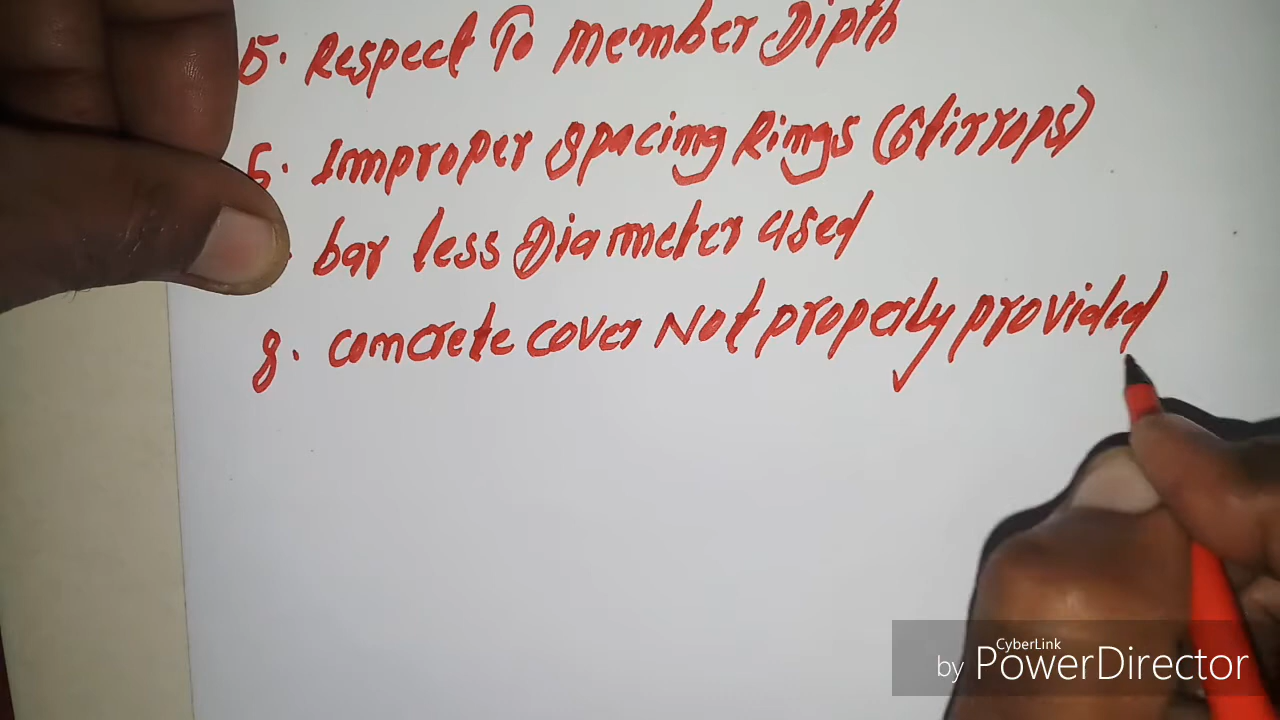 5. Respect To Member Dipth
6. Improper spacing Rings (Stirrops)
bar less Diameter used
8. concrete cover Not properly provided
CyberLink
by PowerDirector